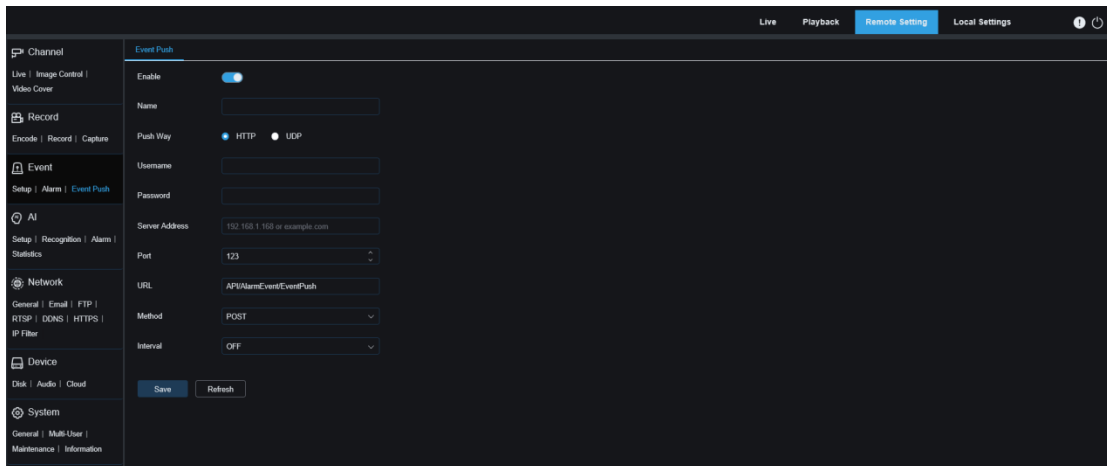 Live Playback Remote Setting Local Settings
Channel
Live | Image Control |
Video Cover
Record
Encode | Record | Capture
Event
Setup | Alarm | Event Push
AI
Setup | Recognition | Alarm |
Statistics
Network
General | Email | FTP |
RTSP | DDNS | HTTPS |
IP Filter
Device
Disk | Audio | Cloud
System
General | Multi-User |
Maintenance | Information
Event Push
Enable
Name
Push Way HTTP UDP
Username
Password
Server Address 192.168.1.168 or example.com
Port 123
URL API/AlarmEvent/EventPush
Method POST
Interval OFF
Save Refresh